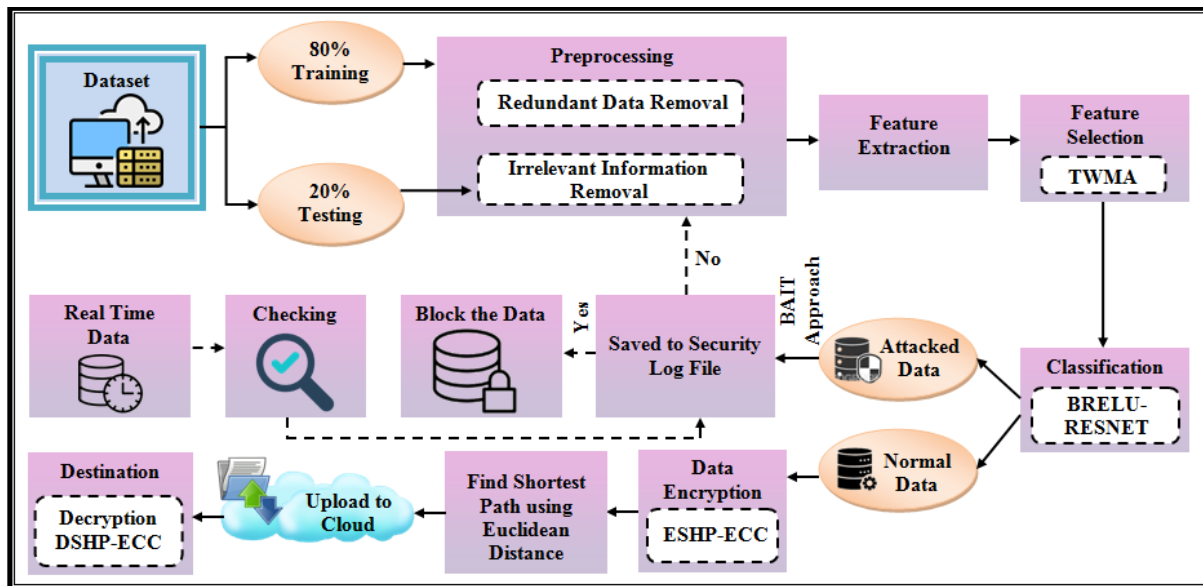 Dataset
80%
Training
20%
Testing
Preprocessing
Redundant Data Removal
Irrelevant Information
Removal
Feature
Extraction
Feature
Selection
TWMA
No
Real Time
Data
Checking
Block the Data
Yes
Saved to Security
Log File
BAIT
Approach
Attacked
Data
Classification
BRELU-
RESNET
Normal
Data
Data
Encryption
ESHP-ECC
Find Shortest
Path using
Euclidean
Distance
Upload to
Cloud
Destination
Decryption
DSHP-ECC